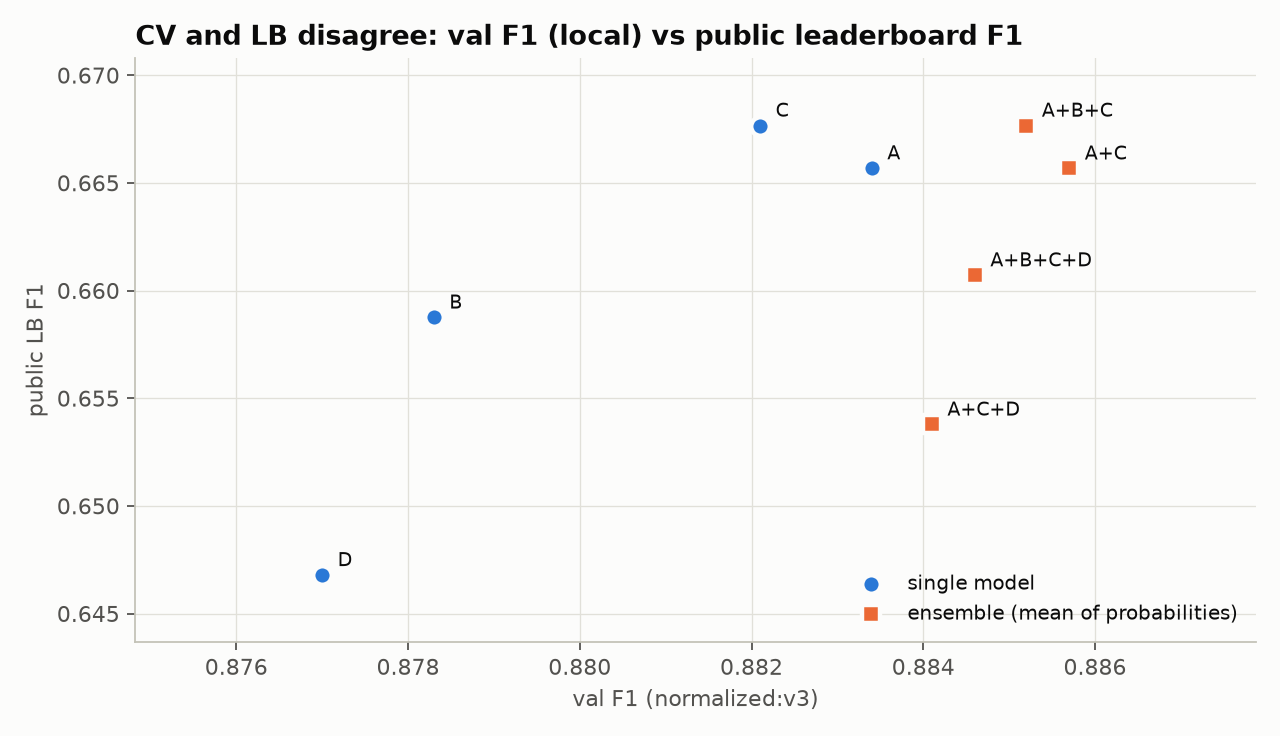 CV and LB disagree: val F1 (local) vs public leaderboard F1
public LB F1
0.670
0.665
0.660
0.655
0.650
0.645
C
A+B+C
A
A+C
A+B+C+D
B
A+C+D
D
single model
ensemble (mean of probabilities)
0.876 0.878 0.880 0.882 0.884 0.886
val F1 (normalized:v3)